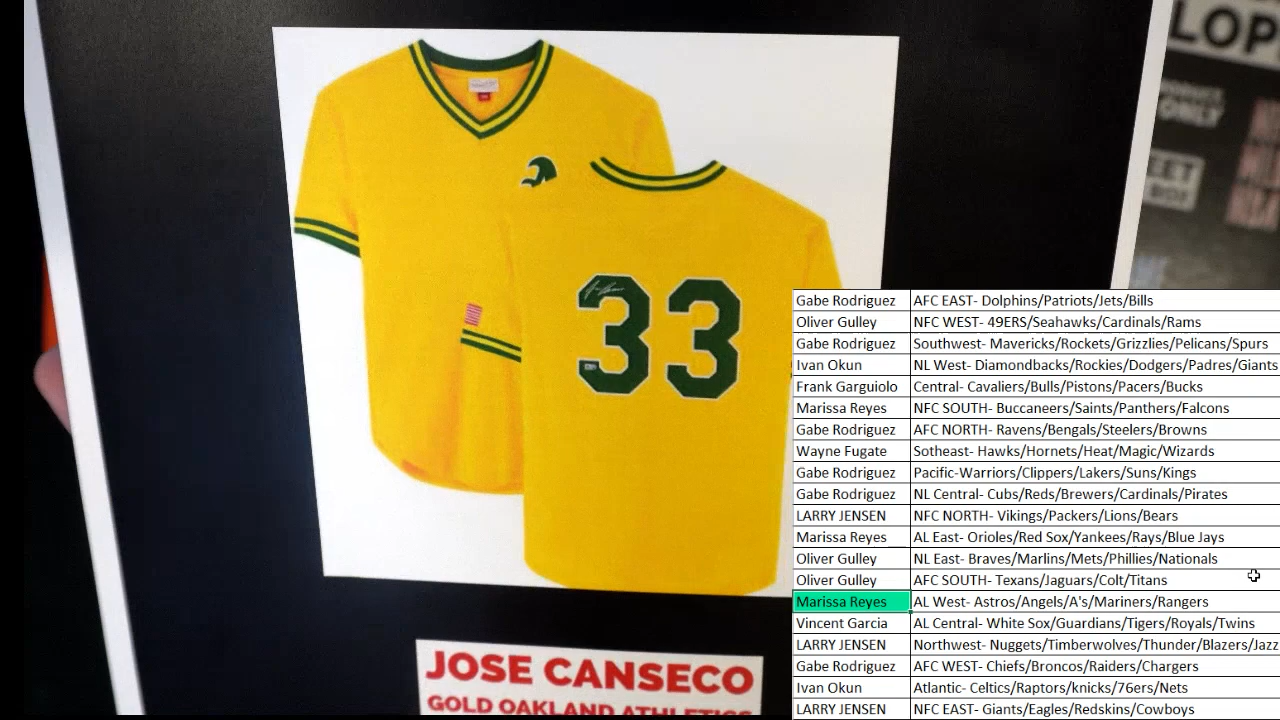 LOP
ONLY
33
Gabe Rodriguez AFC EAST- Dolphins/Patriots/Jets/Bills
Oliver Gulley NFC WEST- 49ERS/Seahawks/Cardinals/Rams
Gabe Rodriguez Southwest- Mavericks/Rockets/Grizzlies/Pelicans/Spurs
Ivan Okun NL West- Diamondbacks/Rockies/Dodgers/Padres/Giants
Frank Garguiolo Central- Cavaliers/Bulls/Pistons/Pacers/Bucks
Marissa Reyes NFC SOUTH- Buccaneers/Saints/Panthers/Falcons
Gabe Rodriguez AFC NORTH- Ravens/Bengals/Steelers/Browns
Wayne Fugate Sotheast- Hawks/Hornets/Heat/Magic/Wizards
Gabe Rodriguez Pacific-Warriors/Clippers/Lakers/Suns/Kings
Gabe Rodriguez NL Central- Cubs/Reds/Brewers/Cardinals/Pirates
LARRY JENSEN NFC NORTH- Vikings/Packers/Lions/Bears
Marissa Reyes AL East- Orioles/Red Sox/Yankees/Rays/Blue Jays
Oliver Gulley NL East- Braves/Marlins/Mets/Phillies/Nationals
Oliver Gulley AFC SOUTH- Texans/Jaguars/Colt/Titans
Marissa Reyes AL West- Astros/Angels/A's/Mariners/Rangers
Vincent Garcia AL Central- White Sox/Guardians/Tigers/Royals/Twins
LARRY JENSEN Northwest- Nuggets/Timberwolves/Thunder/Blazers/Jazz
Gabe Rodriguez AFC WEST- Chiefs/Broncos/Raiders/Chargers
Ivan Okun Atlantic- Celtics/Raptors/knicks/76ers/Nets
LARRY JENSEN NFC EAST- Giants/Eagles/Redskins/Cowboys
JOSE CANSECO
GOLD OAKLAND ATHLETICS